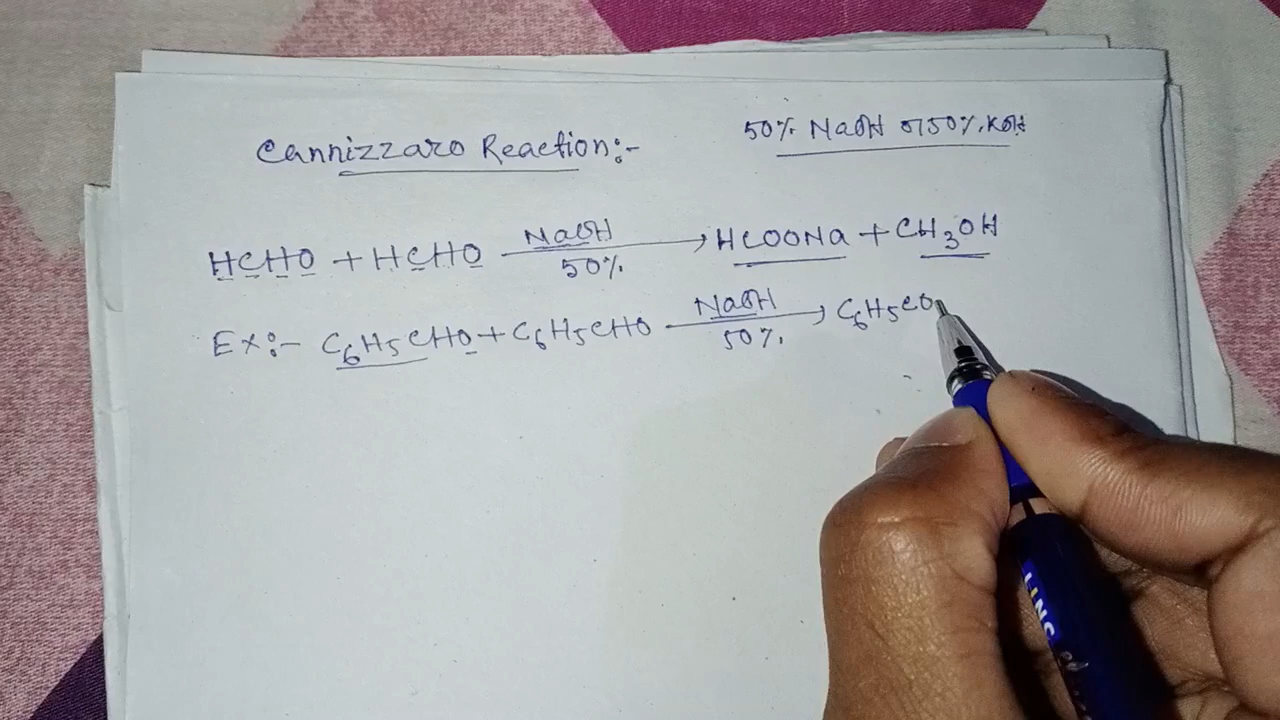 Cannizzaro Reaction:-
50% NaOH or 50% KOH
HCHO + HCHO NaOH 50% → HCOONa + CH3OH
Ex:- C6H5CHO + C6H5CHO NaOH 50% → C6H5CO
LINC